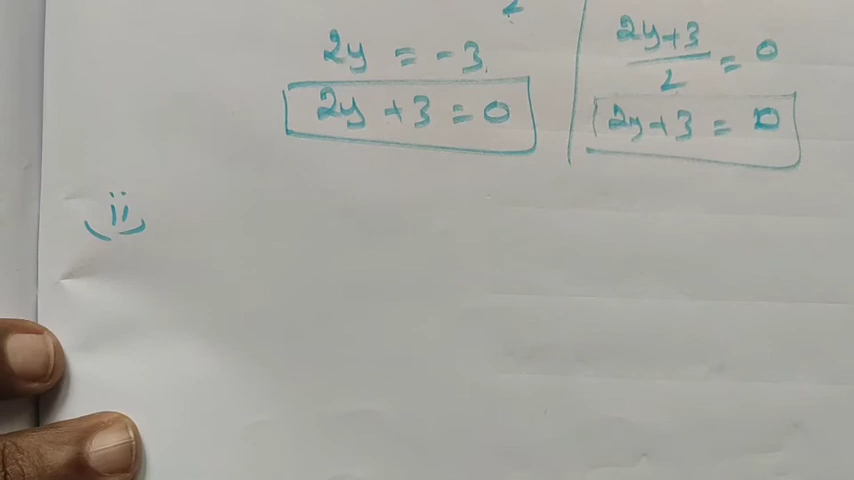 2y = -3
2y + 3 = 0
2y+3
2
= 0
2y+3 = 0
ii